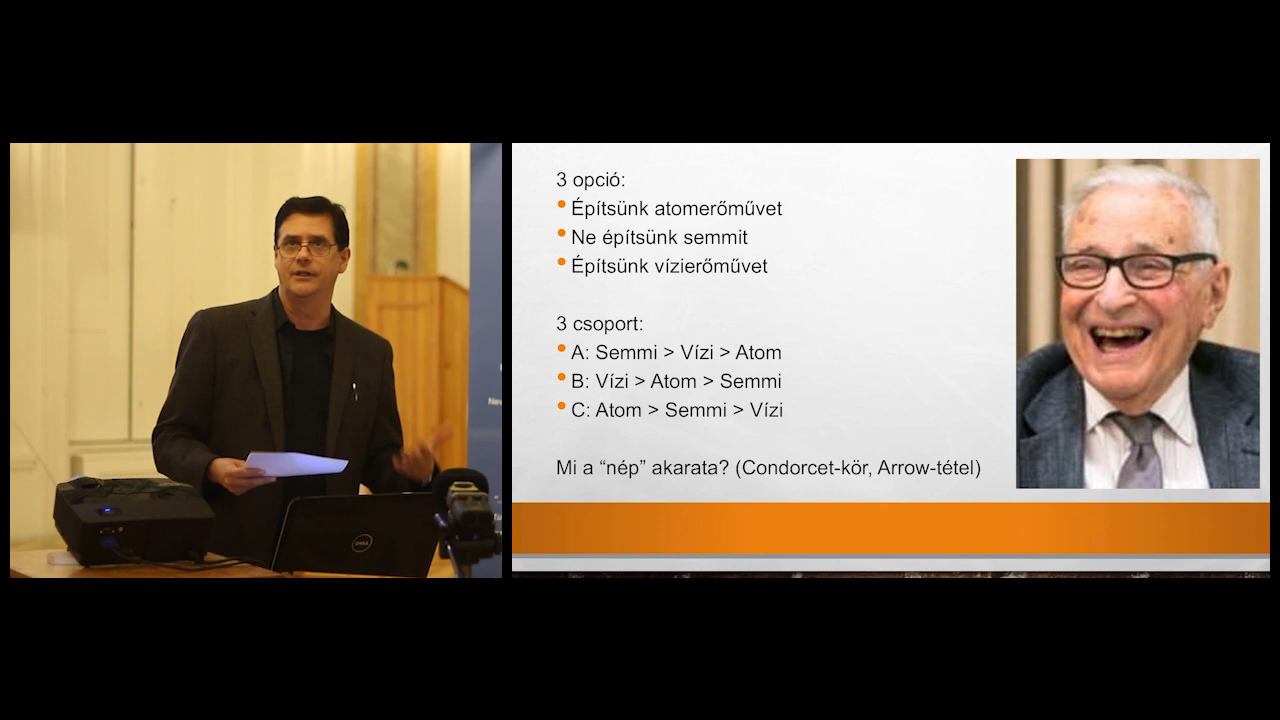 3 opció:
Építsünk atomerőművet
Ne építsünk semmit
Építsünk vízierőművet
3 csoport:
A: Semmi > Vízi > Atom
B: Vízi > Atom > Semmi
C: Atom > Semmi > Vízi
Mi a “nép” akarata? (Condorcet-kör, Arrow-tétel)
DELL